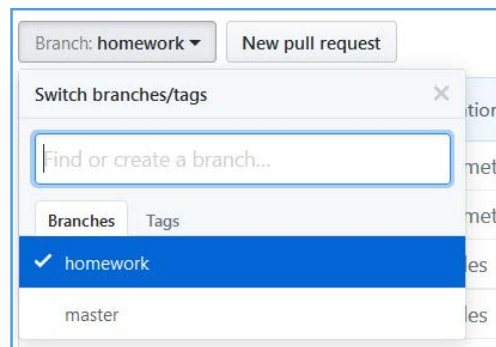 Branch: homework New pull request
Switch branches/tags
Find or create a branch...
Branches Tags
homework
master